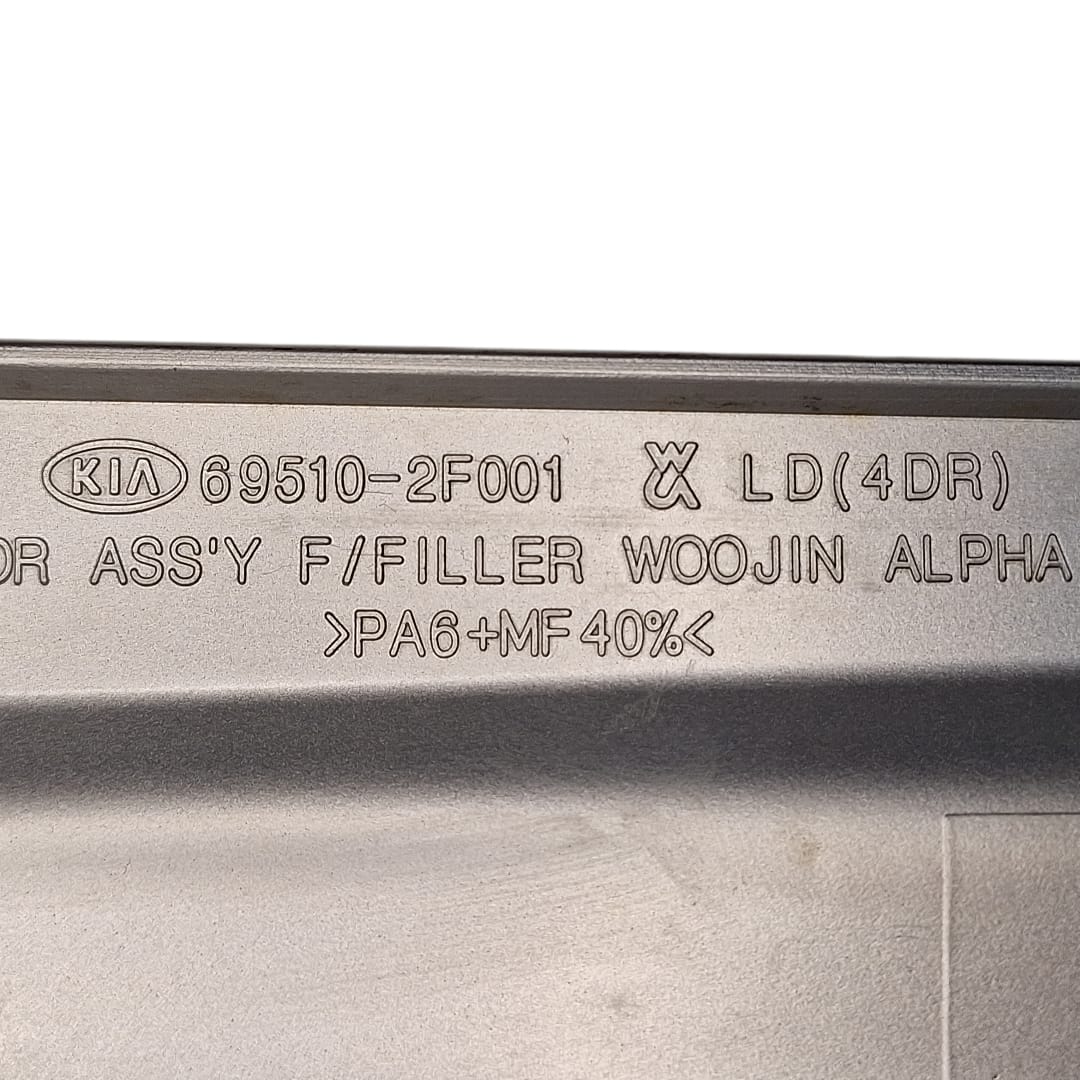 KIA 69510-2F001 LD(4DR)
OR ASS'Y F/FILLER WOOJIN ALPHA
>PA6+MF40%<